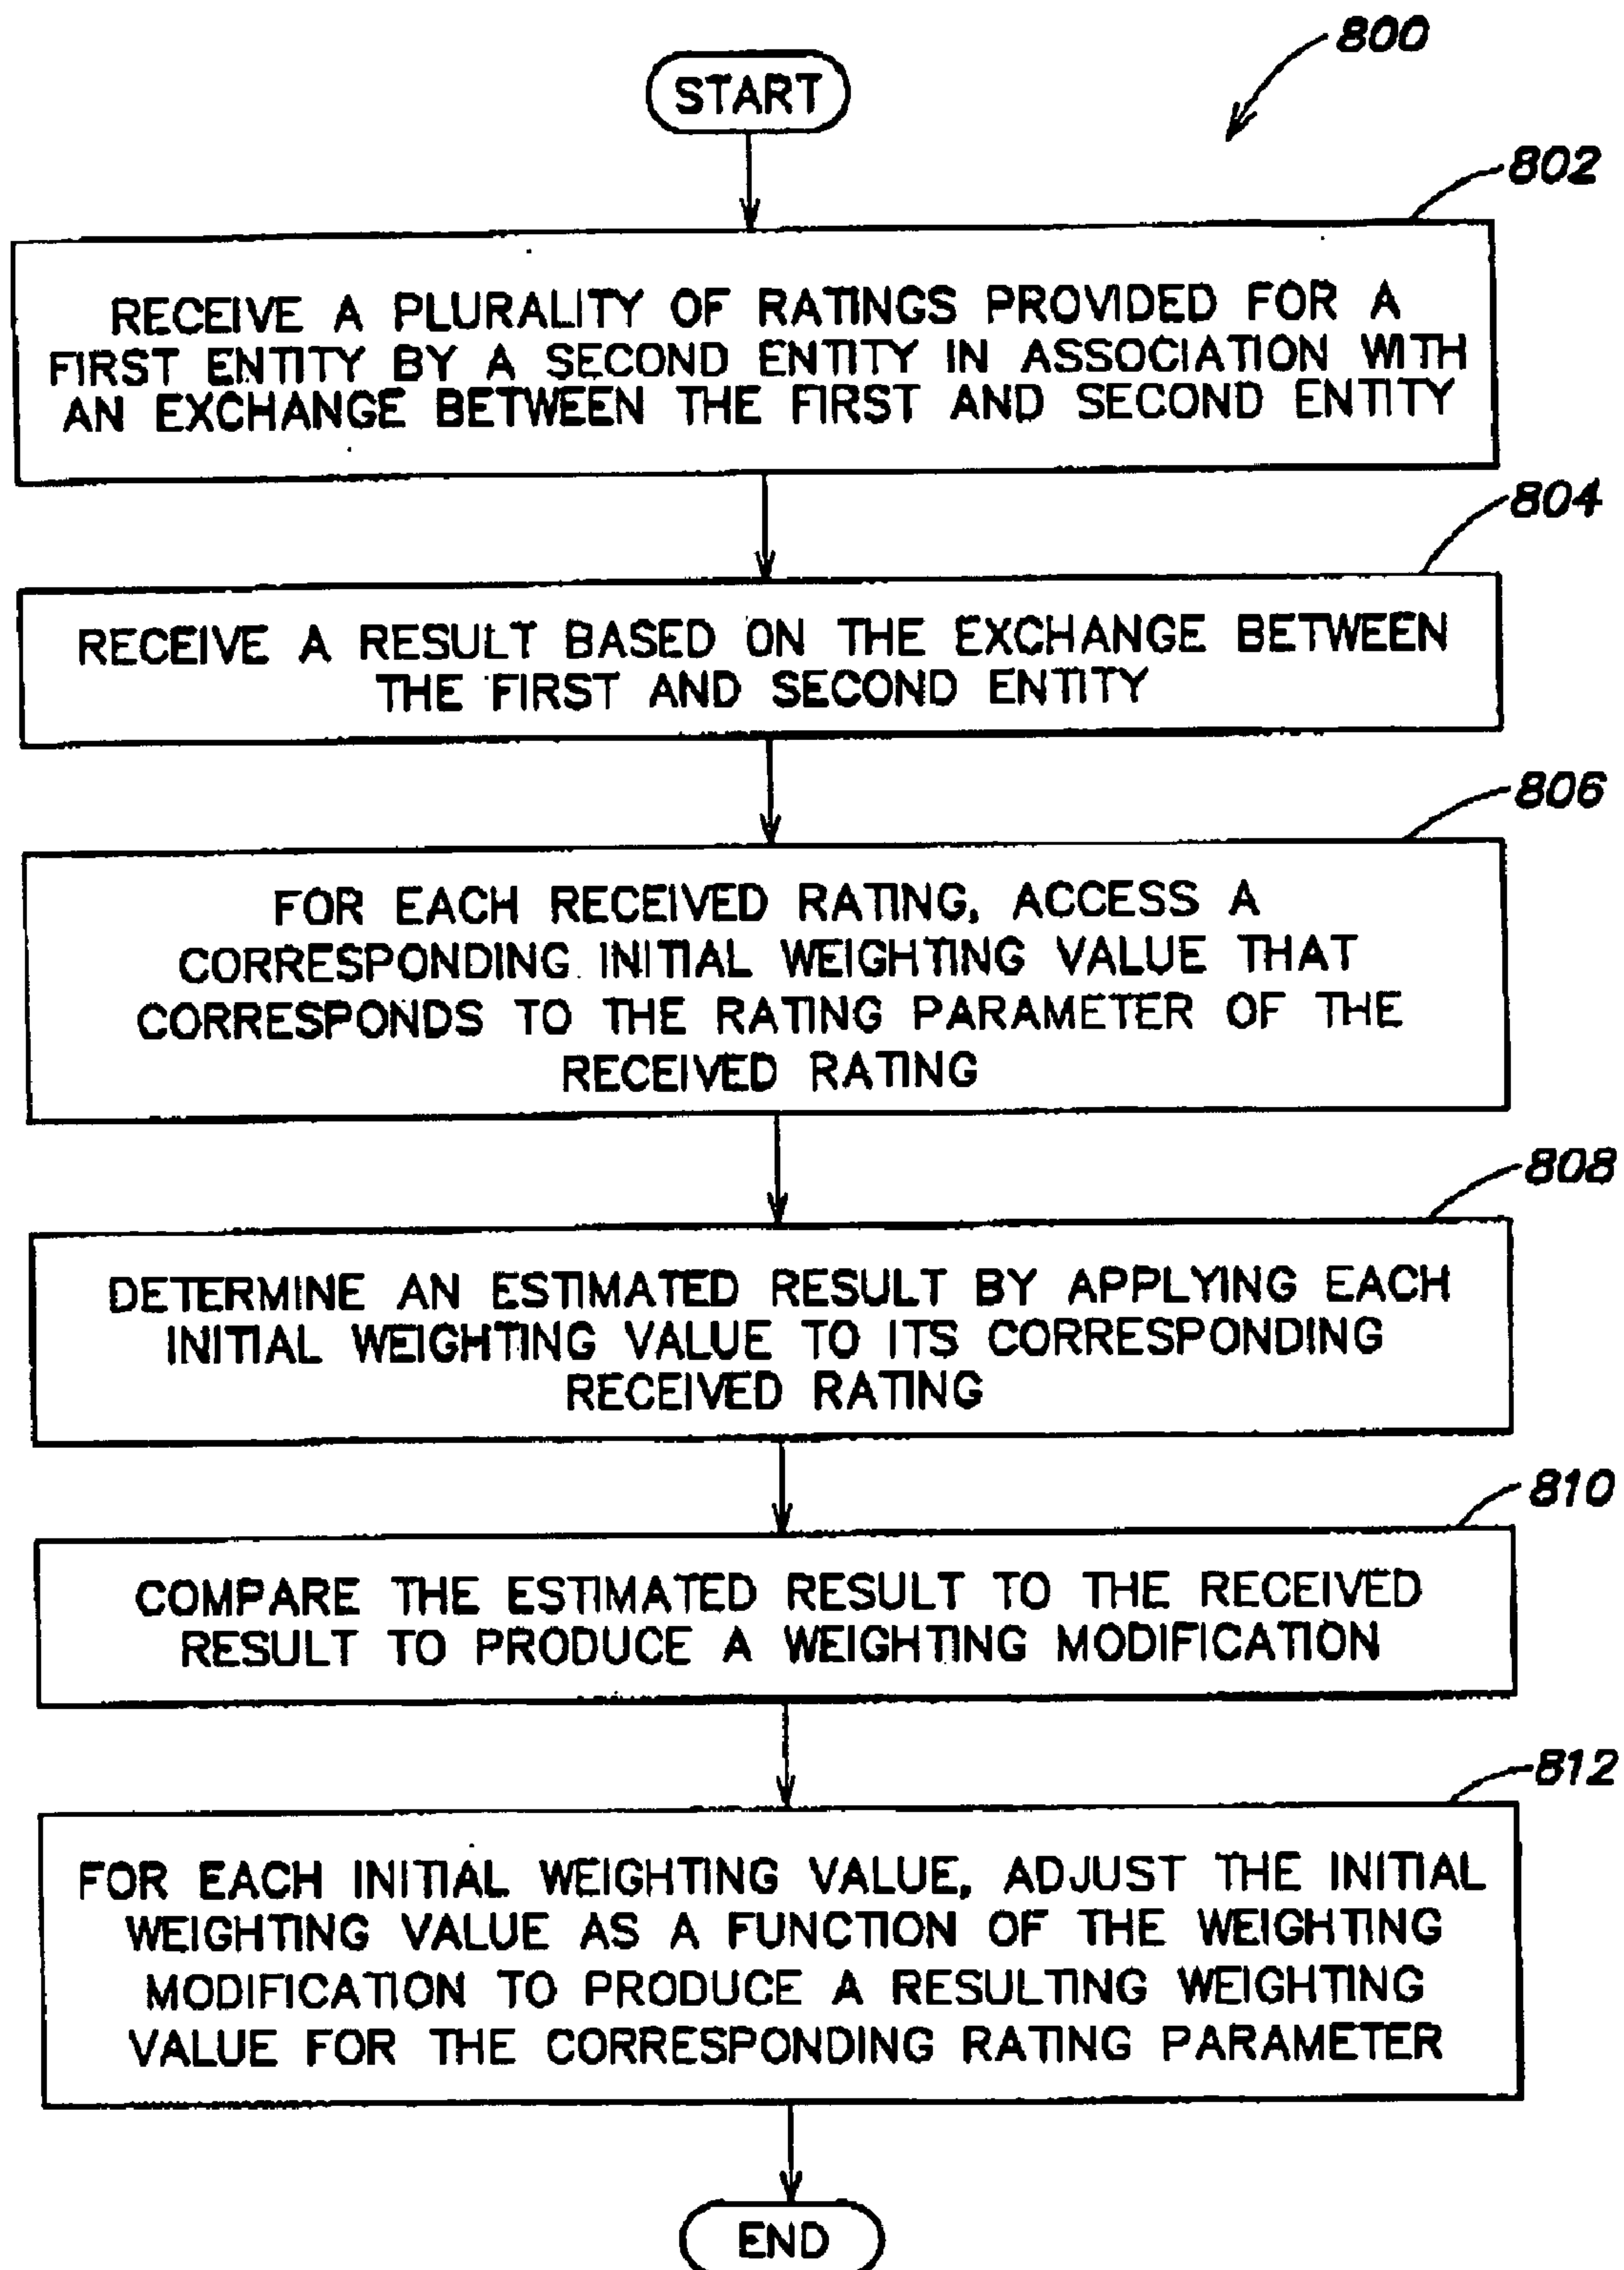 800
START
802
RECEIVE A PLURALITY OF RATINGS PROVIDED FOR A
FIRST ENTITY BY A SECOND ENTITY IN ASSOCIATION WITH
AN EXCHANGE BETWEEN THE FIRST AND SECOND ENTITY
804
RECEIVE A RESULT BASED ON THE EXCHANGE BETWEEN
THE FIRST AND SECOND ENTITY
806
FOR EACH RECEIVED RATING, ACCESS A
CORRESPONDING INITIAL WEIGHTING VALUE THAT
CORRESPONDS TO THE RATING PARAMETER OF THE
RECEIVED RATING
808
DETERMINE AN ESTIMATED RESULT BY APPLYING EACH
INITIAL WEIGHTING VALUE TO ITS CORRESPONDING
RECEIVED RATING
810
COMPARE THE ESTIMATED RESULT TO THE RECEIVED
RESULT TO PRODUCE A WEIGHTING MODIFICATION
812
FOR EACH INITIAL WEIGHTING VALUE, ADJUST THE INITIAL
WEIGHTING VALUE AS A FUNCTION OF THE WEIGHTING
MODIFICATION TO PRODUCE A RESULTING WEIGHTING
VALUE FOR THE CORRESPONDING RATING PARAMETER
END